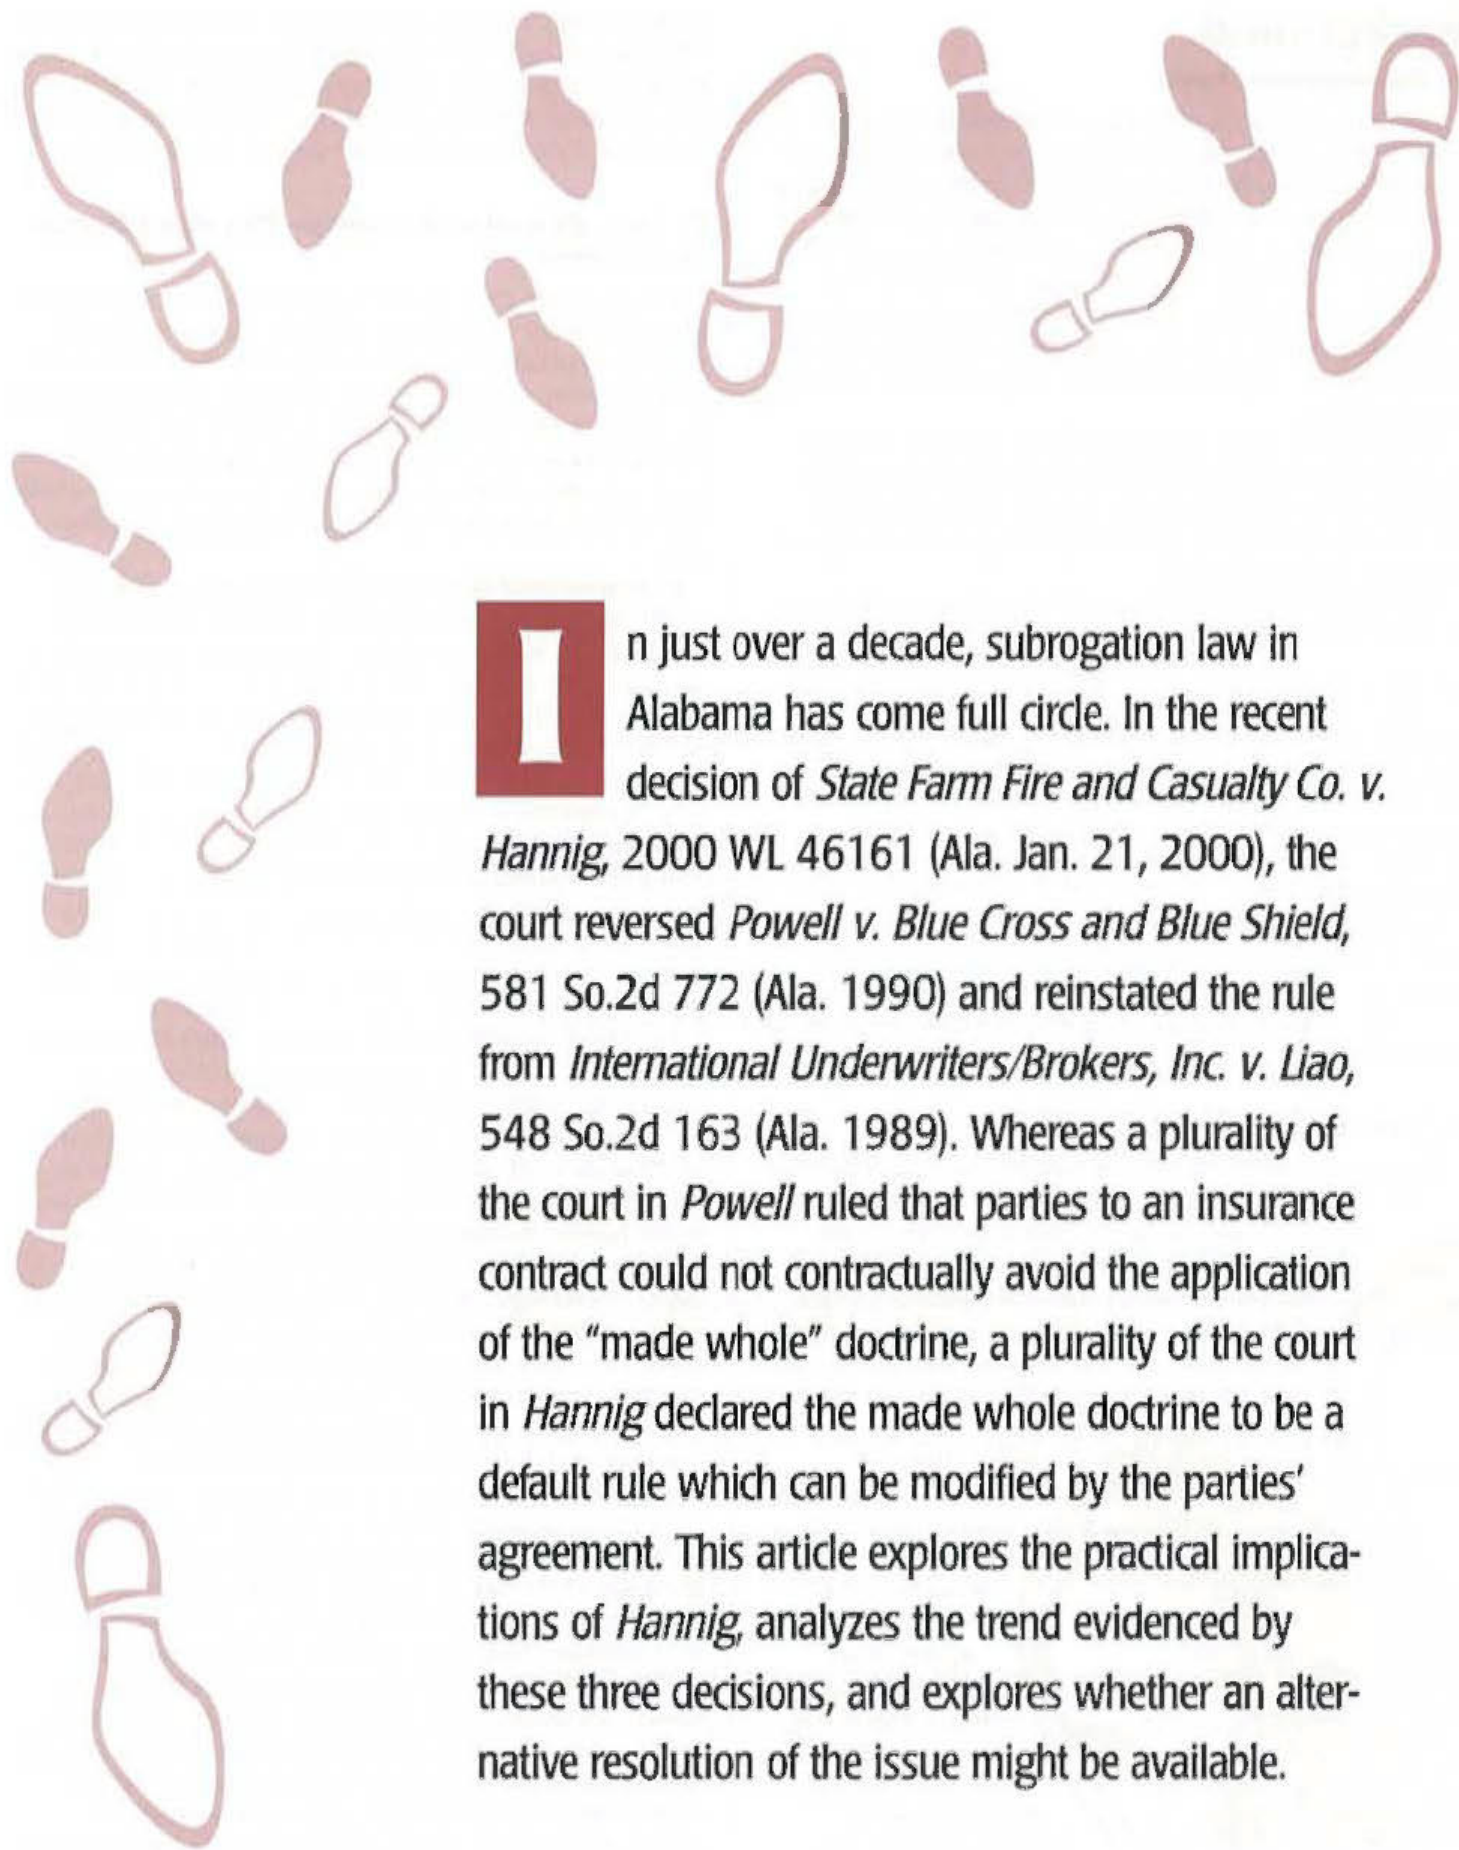 In just over a decade, subrogation law in
Alabama has come full circle. In the recent
decision of State Farm Fire and Casualty Co. v.
Hannig, 2000 WL 46161 (Ala. Jan. 21, 2000), the
court reversed Powell v. Blue Cross and Blue Shield,
581 So.2d 772 (Ala. 1990) and reinstated the rule
from International Underwriters/Brokers, Inc. v. Liao,
548 So.2d 163 (Ala. 1989). Whereas a plurality of
the court in Powell ruled that parties to an insurance
contract could not contractually avoid the application
of the “made whole” doctrine, a plurality of the court
in Hannig declared the made whole doctrine to be a
default rule which can be modified by the parties’
agreement. This article explores the practical implica-
tions of Hannig, analyzes the trend evidenced by
these three decisions, and explores whether an alter-
native resolution of the issue might be available.